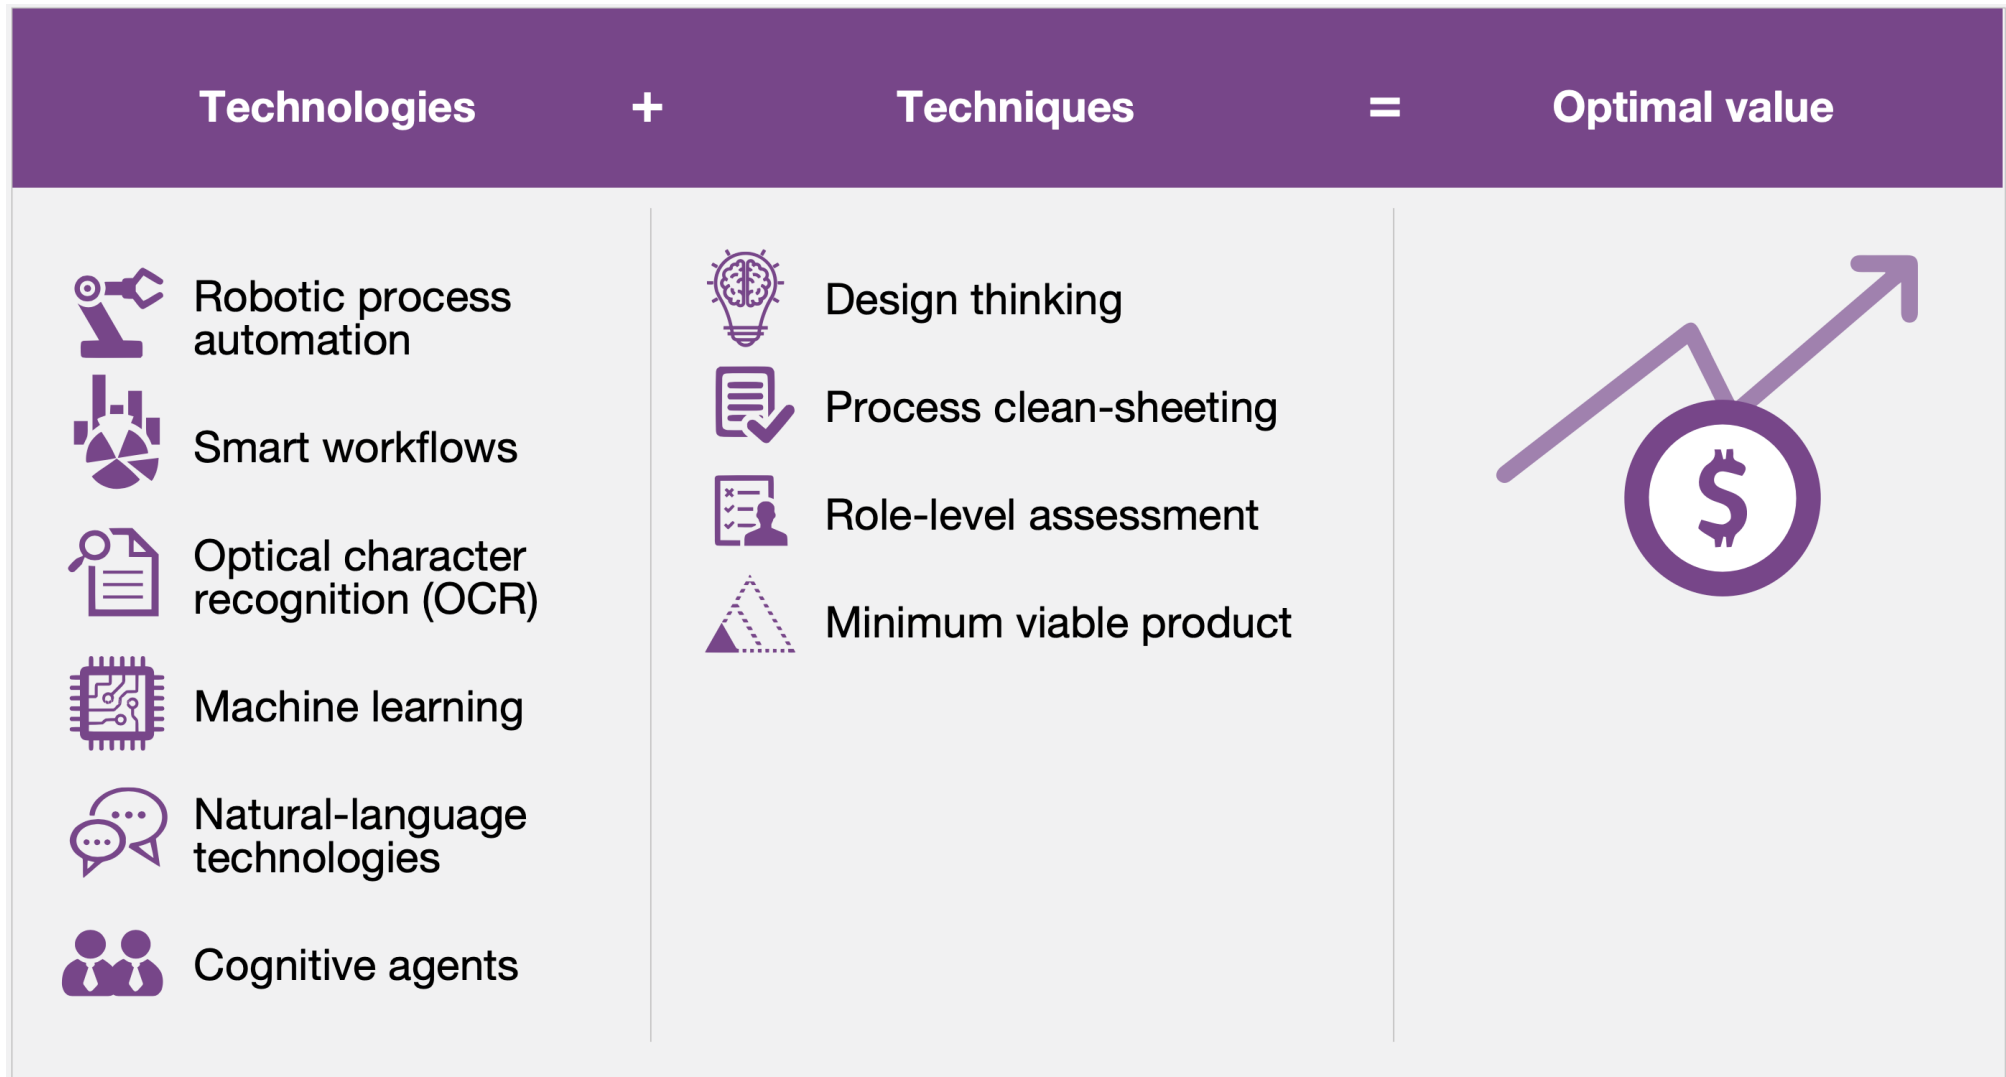 Technologies + Techniques = Optimal value
Robotic process
automation
Smart workflows
Optical character
recognition (OCR)
Machine learning
Natural-language
technologies
Cognitive agents
Design thinking
Process clean-sheeting
Role-level assessment
Minimum viable product
$